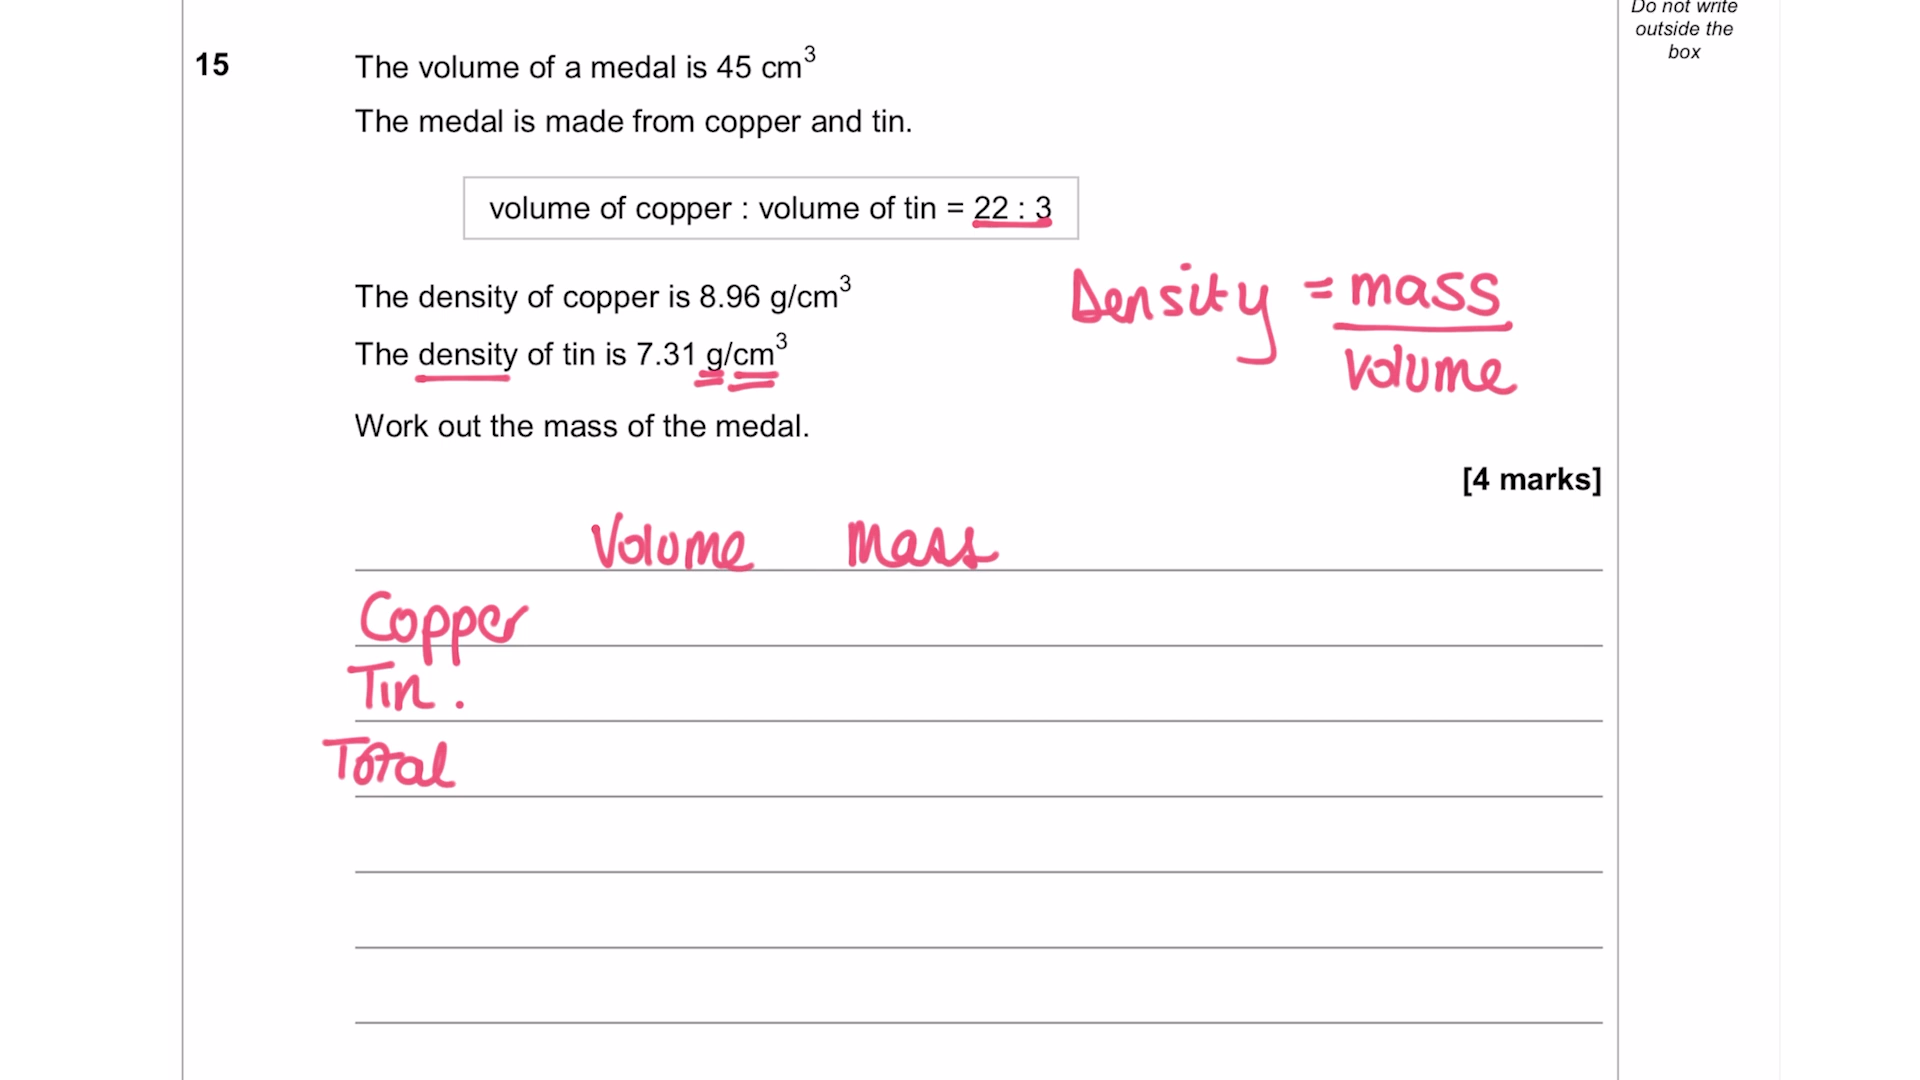 Do not write
outside the
box
15 The volume of a medal is 45 cm³
The medal is made from copper and tin.
volume of copper : volume of tin = 22 : 3
The density of copper is 8.96 g/cm³
The density of tin is 7.31 g/cm³
Density = mass
volume
Work out the mass of the medal.
[4 marks]
Volume Mass
Copper
Tin .
Total